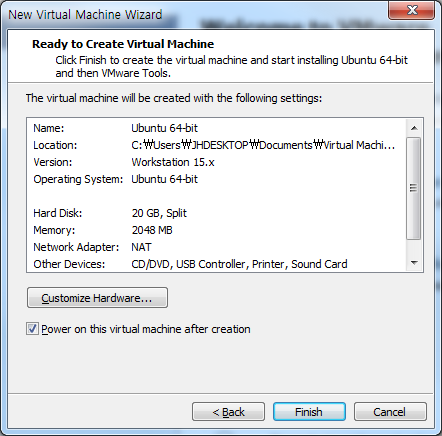 New Virtual Machine Wizard
Ready to Create Virtual Machine
Click Finish to create the virtual machine and start installing Ubuntu 64-bit
and then VMware Tools.
The virtual machine will be created with the following settings:
Name: Ubuntu 64-bit
Location: C:₩Users₩JHDESKTOP₩Documents₩Virtual Machi...
Version: Workstation 15.x
Operating System: Ubuntu 64-bit
Hard Disk: 20 GB, Split
Memory: 2048 MB
Network Adapter: NAT
Other Devices: CD/DVD, USB Controller, Printer, Sound Card
Customize Hardware...
Power on this virtual machine after creation
< Back Finish Cancel